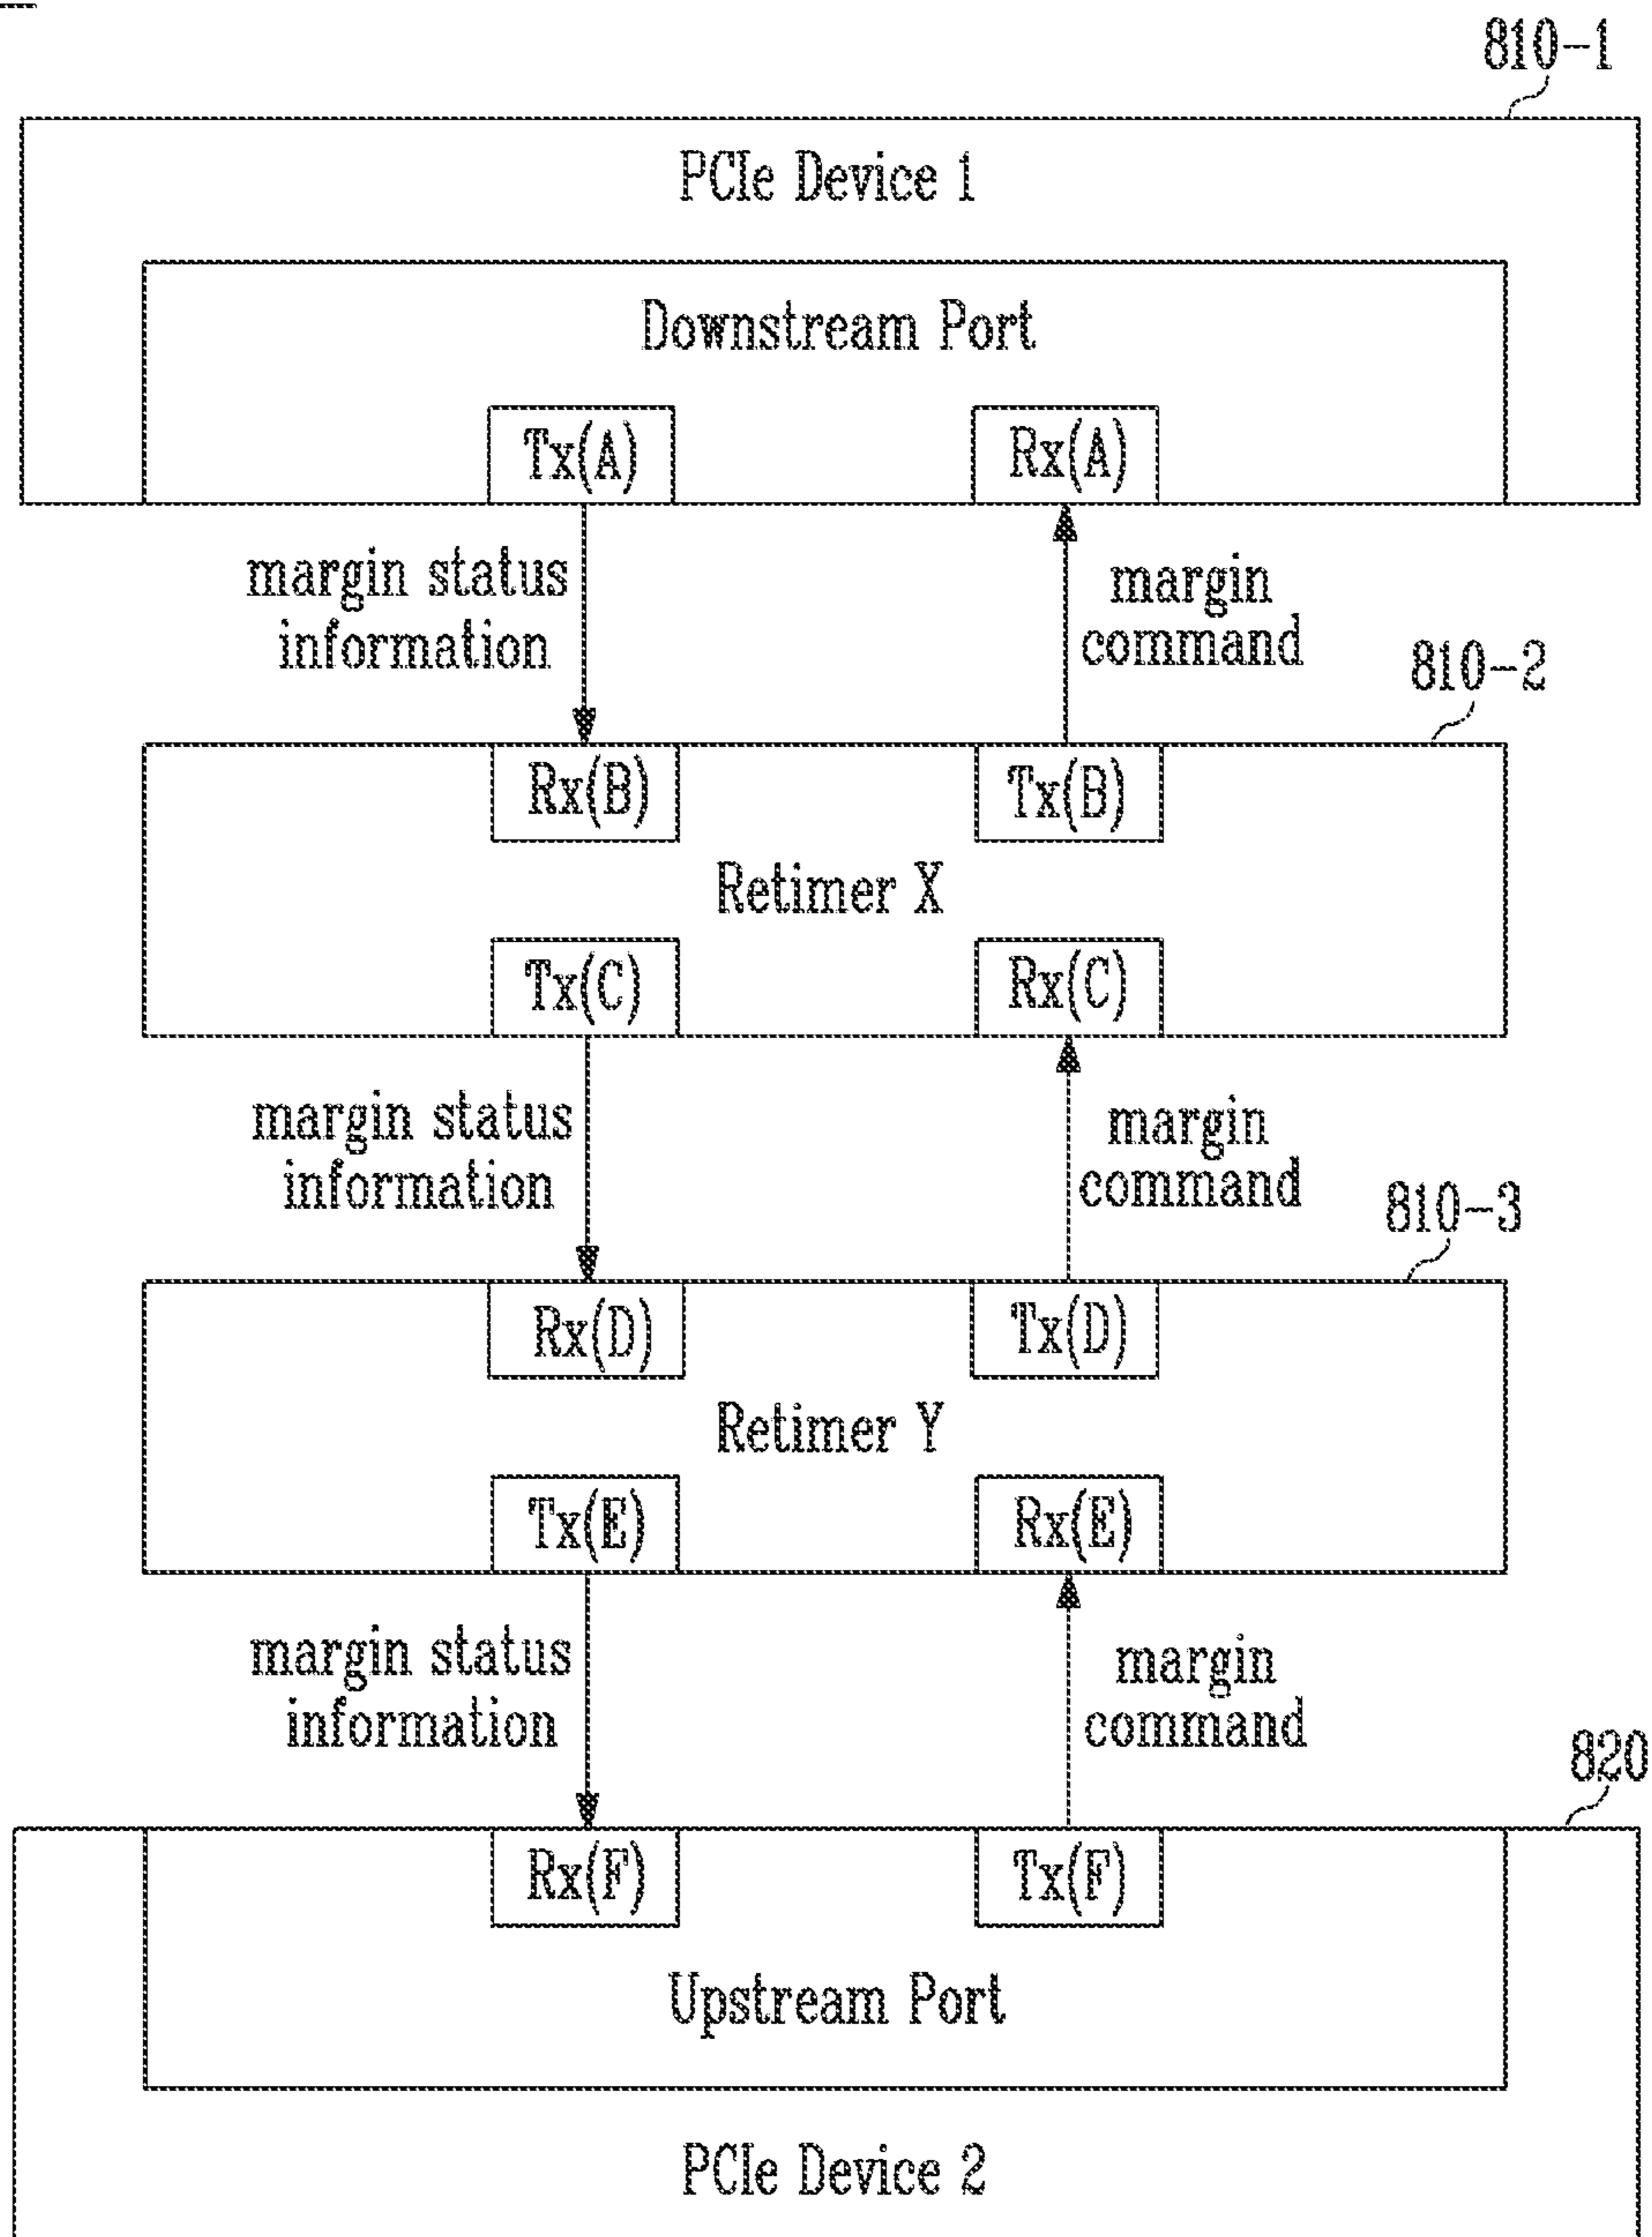 810-1
PCIe Device 1
Downstream Port
Tx(A)
Rx(A)
margin status
information
margin
command
810-2
Rx(B)
Tx(B)
Retimer X
Tx(C)
Rx(C)
margin status
information
margin
command
810-3
Rx(D)
Tx(D)
Retimer Y
Tx(E)
Rx(E)
margin status
information
margin
command
820
Rx(F)
Tx(F)
Upstream Port
PCIe Device 2